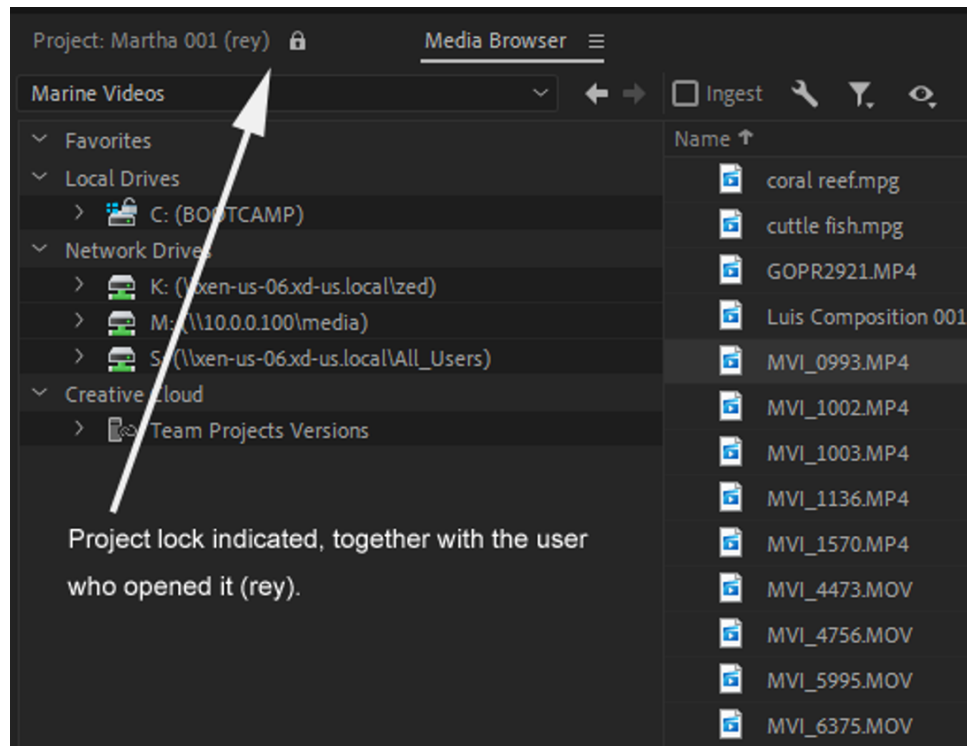 Project: Martha 001 (rey)
Media Browser
Marine Videos
Ingest
Favorites
Local Drives
C: (BOOTCAMP)
Network Drives
K: (\\xen-us-06.xd-us.local\zed)
M: (\\10.0.0.100\media)
S: (\\xen-us-06.xd-us.local\All_Users)
Creative Cloud
Team Projects Versions
Project lock indicated, together with the user
who opened it (rey).
Name
coral reef.mpg
cuttle fish.mpg
GOPR2921.MP4
Luis Composition 001
MVI_0993.MP4
MVI_1002.MP4
MVI_1003.MP4
MVI_1136.MP4
MVI_1570.MP4
MVI_4473.MOV
MVI_4756.MOV
MVI_5995.MOV
MVI_6375.MOV